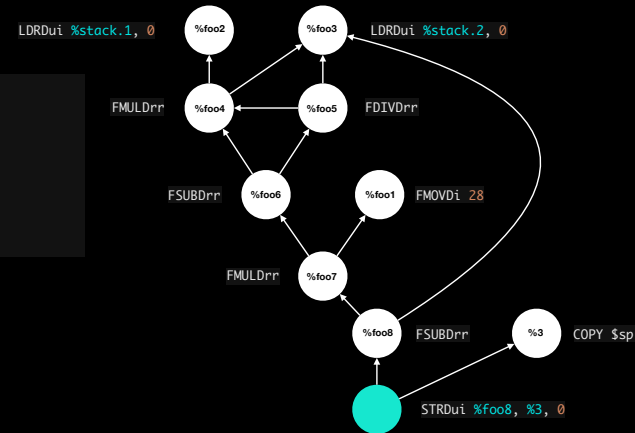 LDRDui %stack.1, 0 %foo2 %foo3 LDRDui %stack.2, 0
FMULDrr %foo4 %foo5 FDIVDrr
FSUBDrr %foo6 %foo1 FMOVDi 28
FMULDrr %foo7
%foo8 FSUBDrr %3 COPY $sp
STRDui %foo8, %3, 0